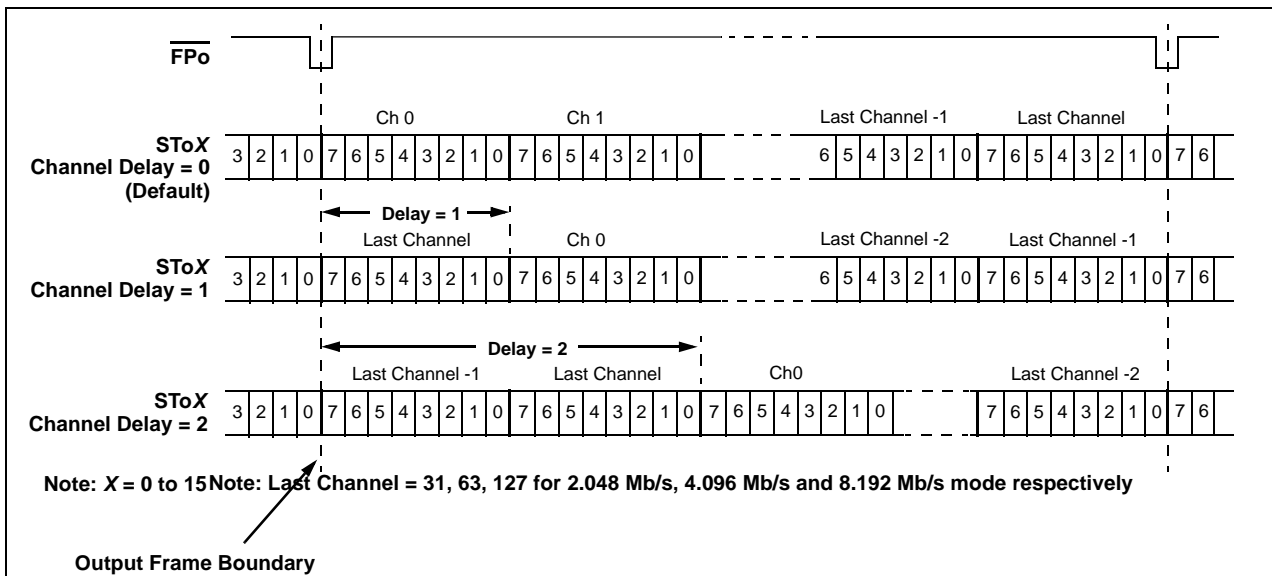 FPo
Ch 0 Ch 1 Last Channel -1 Last Channel
SToX
Channel Delay = 0
(Default)
3 2 1 0 7 6 5 4 3 2 1 0 7 6 5 4 3 2 1 0 6 5 4 3 2 1 0 7 6 5 4 3 2 1 0 7 6
Delay = 1
Last Channel Ch 0 Last Channel -2 Last Channel -1
SToX
Channel Delay = 1
3 2 1 0 7 6 5 4 3 2 1 0 7 6 5 4 3 2 1 0 6 5 4 3 2 1 0 7 6 5 4 3 2 1 0 7 6
Delay = 2
Last Channel -1 Last Channel Ch0 Last Channel -2
SToX
Channel Delay = 2
3 2 1 0 7 6 5 4 3 2 1 0 7 6 5 4 3 2 1 0 7 6 5 4 3 2 1 0 7 6 5 4 3 2 1 0 7 6
Note: X = 0 to 15 Note: Last Channel = 31, 63, 127 for 2.048 Mb/s, 4.096 Mb/s and 8.192 Mb/s mode respectively
Output Frame Boundary